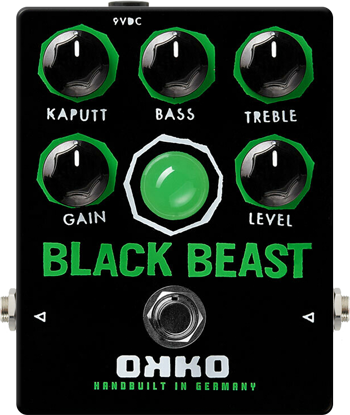 9VDC
KAPUTT BASS TREBLE
GAIN LEVEL
BLACK BEAST
OKKO
HANDBUILT IN GERMANY